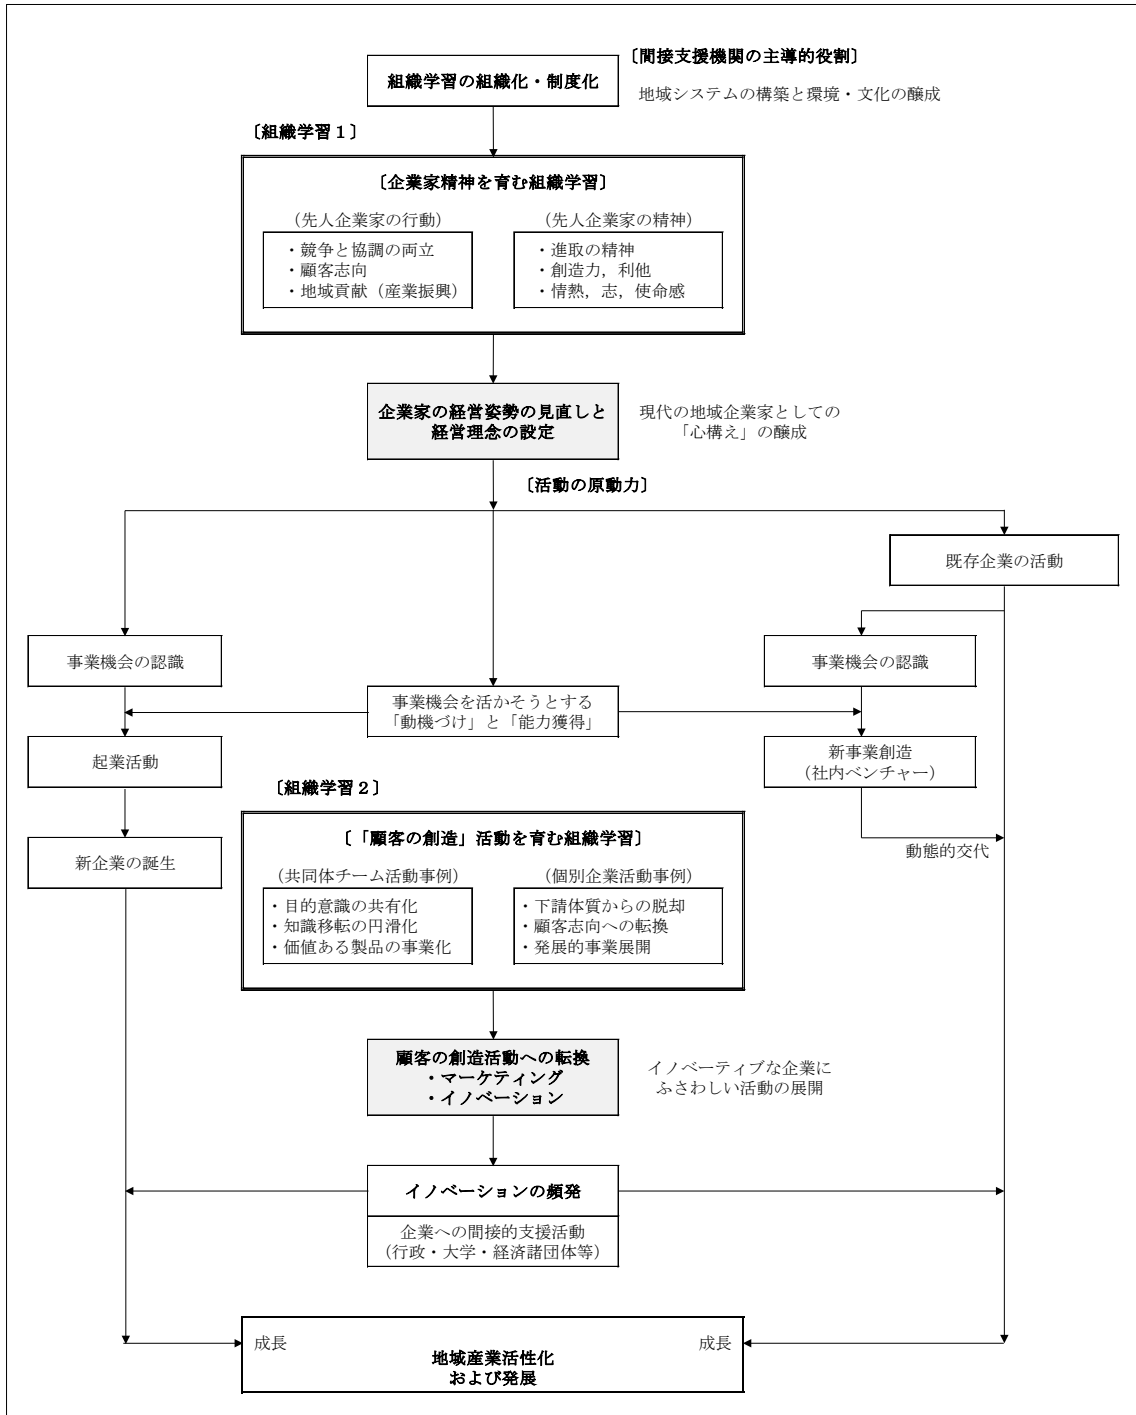 〔間接支援機関の主導的役割〕
組織学習の組織化・制度化
地域システムの構築と環境・文化の醸成
〔組織学習１〕
〔企業家精神を育む組織学習〕
（先人企業家の行動）
・競争と協調の両立
・顧客志向
・地域貢献（産業振興）
（先人企業家の精神）
・進取の精神
・創造力，利他
・情熱，志，使命感
企業家の経営姿勢の見直しと
経営理念の設定
現代の地域企業家としての
「心構え」の醸成
〔活動の原動力〕
既存企業の活動
事業機会の認識
事業機会の認識
事業機会を活かそうとする
「動機づけ」と「能力獲得」
起業活動
新事業創造
（社内ベンチャー）
〔組織学習２〕
〔「顧客の創造」活動を育む組織学習〕
動態的交代
新企業の誕生
（共同体チーム活動事例）
・目的意識の共有化
・知識移転の円滑化
・価値ある製品の事業化
（個別企業活動事例）
・下請体質からの脱却
・顧客志向への転換
・発展的事業展開
顧客の創造活動への転換
・マーケティング
・イノベーション
イノベーティブな企業に
ふさわしい活動の展開
イノベーションの頻発
企業への間接的支援活動
（行政・大学・経済諸団体等）
成長
成長
地域産業活性化
および発展